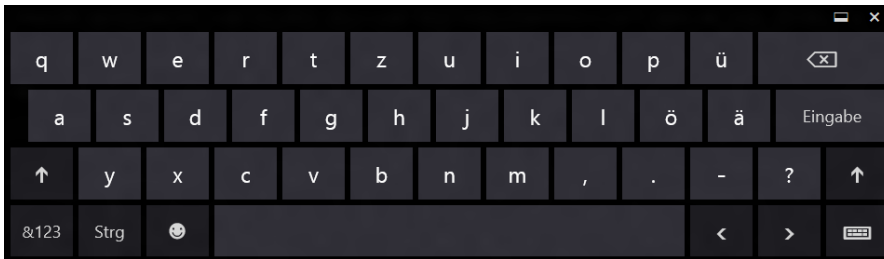 q w e r t z u i o p ü
a s d f g h j k l ö ä Eingabe
y x c v b n m , . - ?
&123 Strg < >